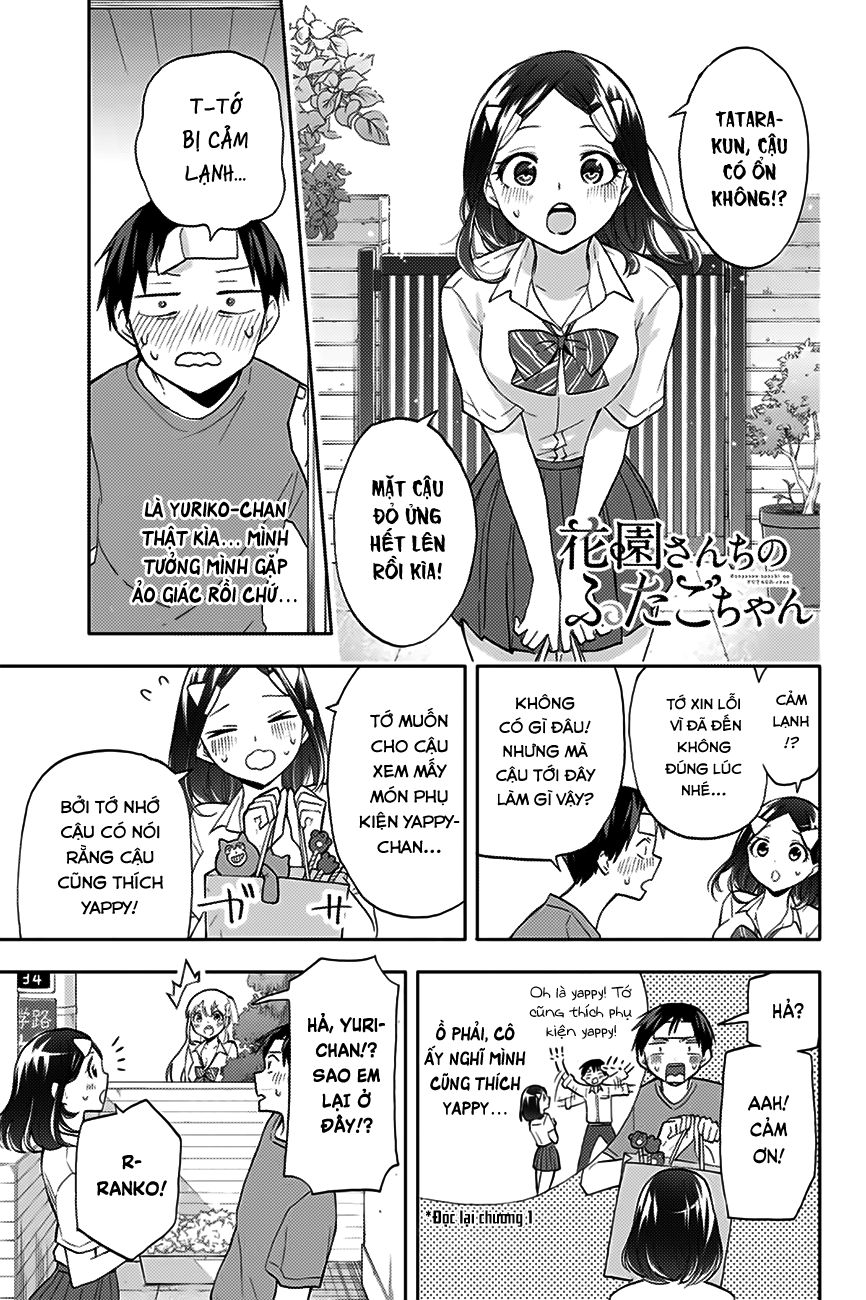 TATARA-
KUN, CẬU
CÓ ỔN
KHÔNG!?
MẶT CẬU
ĐỎ ỬNG
HẾT LÊN
RỒI KÌA!
花園さんちの
ふたごちゃん
T-TỚ
BỊ CẢM
LẠNH...
LÀ YURIKO-CHAN
THẬT KÌA... MÌNH
TƯỞNG MÌNH GẶP
ẢO GIÁC RỒI CHỨ...
CẢM
LẠNH
!?
TỚ XIN LỖI
VÌ ĐÃ ĐẾN
KHÔNG
ĐÚNG LÚC
NHÉ...
KHÔNG
CÓ GÌ ĐÂU!
NHƯNG MÀ
CẬU TỚI ĐÂY
LÀM GÌ VẬY?
TỚ MUỐN
CHO CẬU
XEM MẤY
MÓN PHỤ
KIỆN YAPPY-
CHAN...
BỞI TỚ NHỚ
CẬU CÓ NÓI
RẰNG CẬU
CŨNG THÍCH
YAPPY!
ガサ
HẢ?
AAH!
CẢM
ƠN!
Oh là yappy! Tớ
cũng thích phụ
kiện yappy!
Ồ PHẢI, CÔ
ẤY NGHĨ MÌNH
CŨNG THÍCH
YAPPY...
*Đọc lại chương 1
HẢ, YURI-
CHAN!?
SAO EM
LẠI Ở
ĐÂY!?
R-
RANKO!
34
字路